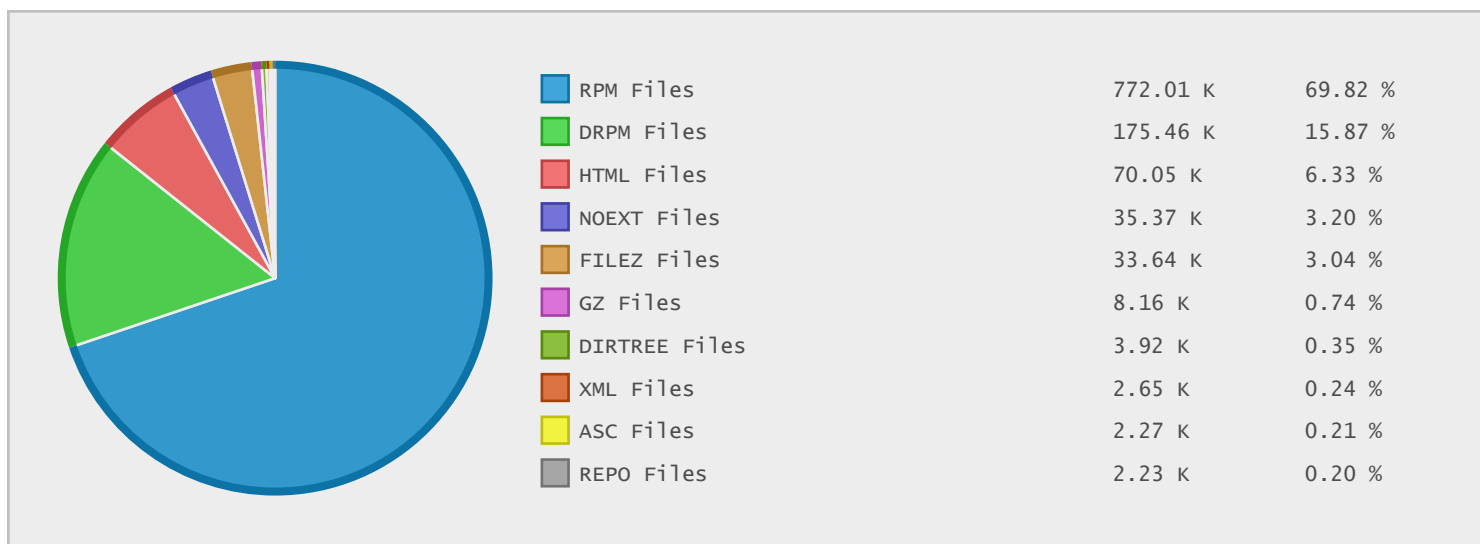 RPM Files 772.01 K 69.82 %
DRPM Files 175.46 K 15.87 %
HTML Files 70.05 K 6.33 %
NOEXT Files 35.37 K 3.20 %
FILEZ Files 33.64 K 3.04 %
GZ Files 8.16 K 0.74 %
DIRTREE Files 3.92 K 0.35 %
XML Files 2.65 K 0.24 %
ASC Files 2.27 K 0.21 %
REPO Files 2.23 K 0.20 %